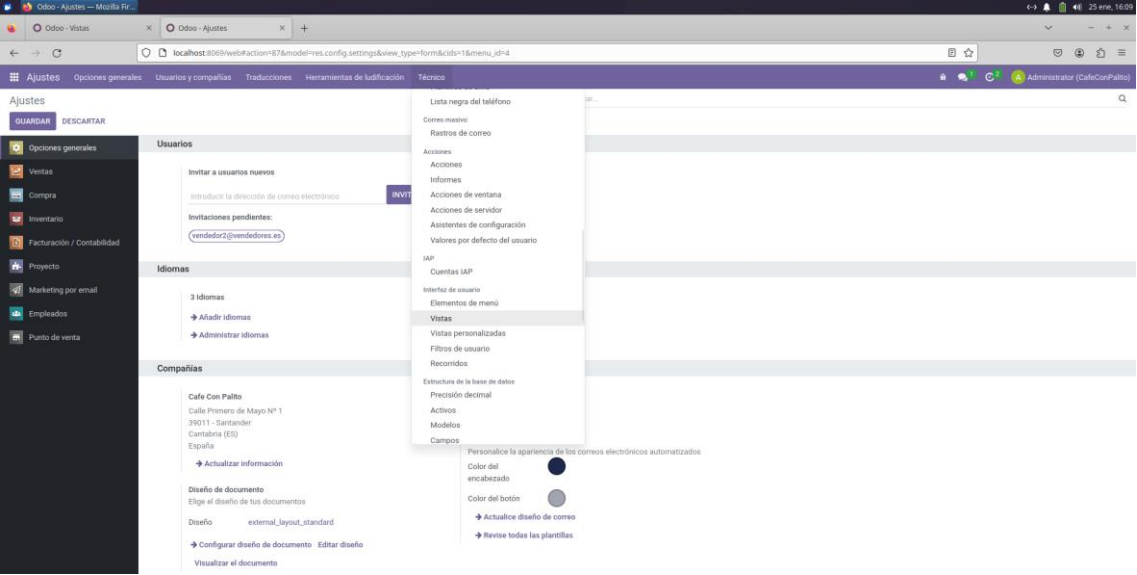 Odoo - Ajustes — Mozilla Fir...
25 ene, 16:09
Odoo - Vistas
Odoo - Ajustes
localhost:8069/web#action=87&model=res.config.settings&view_type=form&cids=1&menu_id=4
Ajustes Opciones generales Usuarios y compañías Traducciones Herramientas de ludificación Técnico
1 2 A Administrator (CafeConPalito)
Ajustes
GUARDAR DESCARTAR
Opciones generales
Ventas
Compra
Inventario
Facturación / Contabilidad
Proyecto
Marketing por email
Empleados
Punto de venta
Usuarios
Invitar a usuarios nuevos
Introducir la dirección de correo electrónico
INVIT
Invitaciones pendientes:
vendedor2@vendedores.es
Idiomas
3 Idiomas
Añadir idiomas
Administrar idiomas
Compañías
Cafe Con Palito
Calle Primero de Mayo Nº 1
39011 - Santander
Cantabria (ES)
España
Actualizar información
Diseño de documento
Elige el diseño de tus documentos
Diseño external_layout_standard
Configurar diseño de documento Editar diseño
Visualizar el documento
Lista negra del teléfono
Correo masivo
Rastros de correo
Acciones
Acciones
Informes
Acciones de ventana
Acciones de servidor
Asistentes de configuración
Valores por defecto del usuario
IAP
Cuentas IAP
Interfaz de usuario
Elementos de menú
Vistas
Vistas personalizadas
Filtros de usuario
Recorridos
Estructura de la base de datos
Precisión decimal
Activos
Modelos
Campos
Personalice la apariencia de los correos electrónicos automatizados
Color del
encabezado
Color del botón
Actualice diseño de correo
Revise todas las plantillas